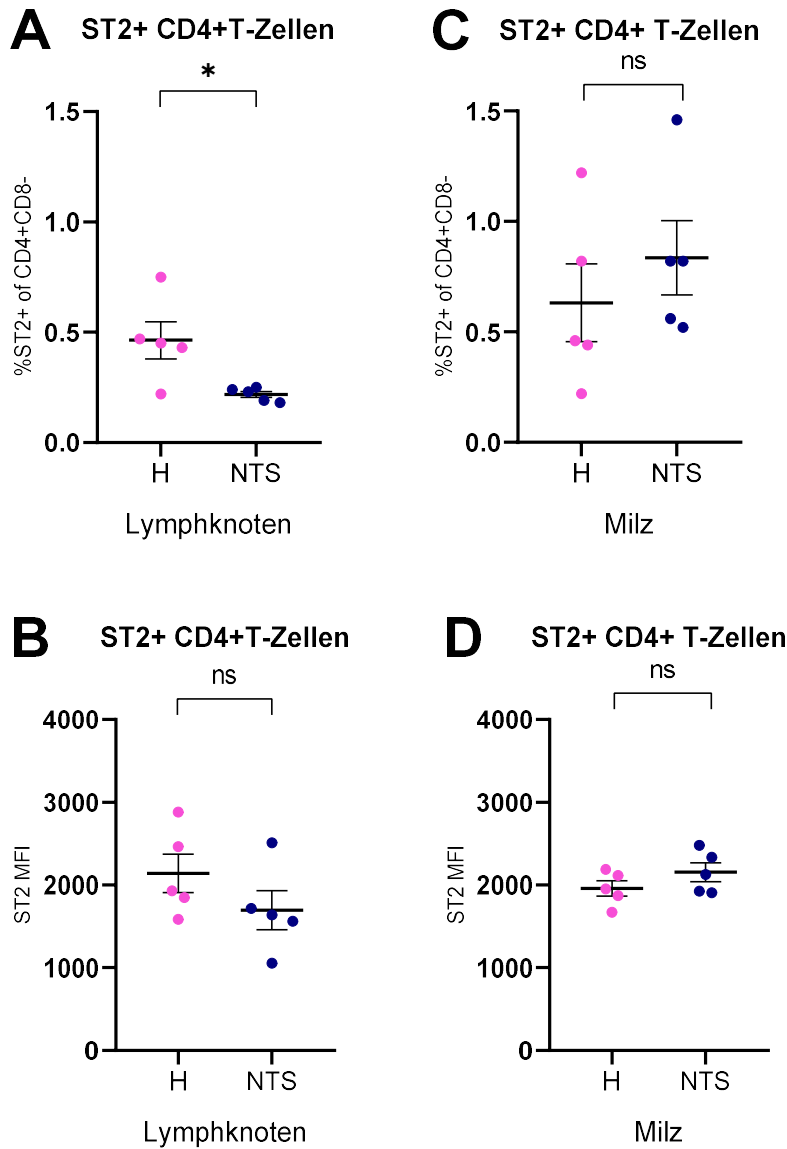 A
ST2+ CD4+T-Zellen
*
%ST2+ of CD4+CD8-
1.5
1.0
0.5
0.0
H
NTS
Lymphknoten
C
ST2+ CD4+ T-Zellen
ns
%ST2+ of CD4+CD8-
1.5
1.0
0.5
0.0
H
NTS
Milz
B
ST2+ CD4+T-Zellen
ns
ST2 MFI
4000
3000
2000
1000
0
H
NTS
Lymphknoten
D
ST2+ CD4+ T-Zellen
ns
ST2 MFI
4000
3000
2000
1000
0
H
NTS
Milz